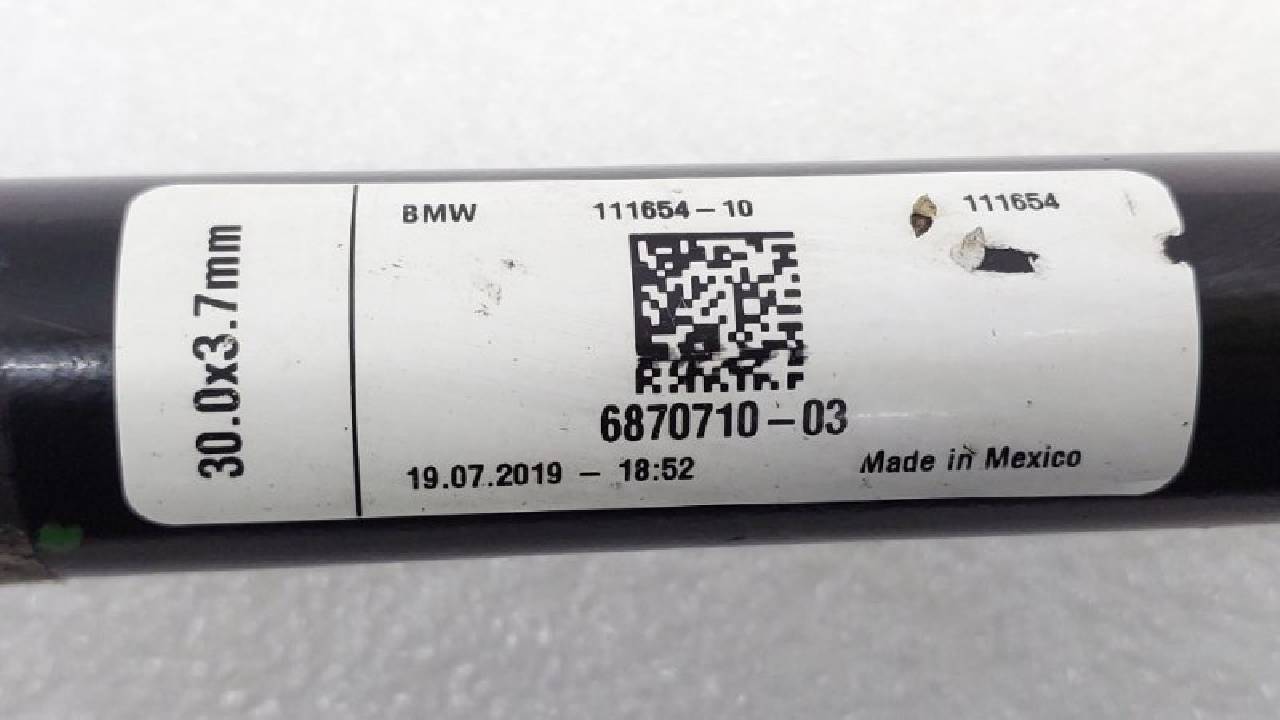 30.0x3.7mm
BMW 111654-10 111654
6870710-03
19.07.2019 - 18:52 Made in Mexico